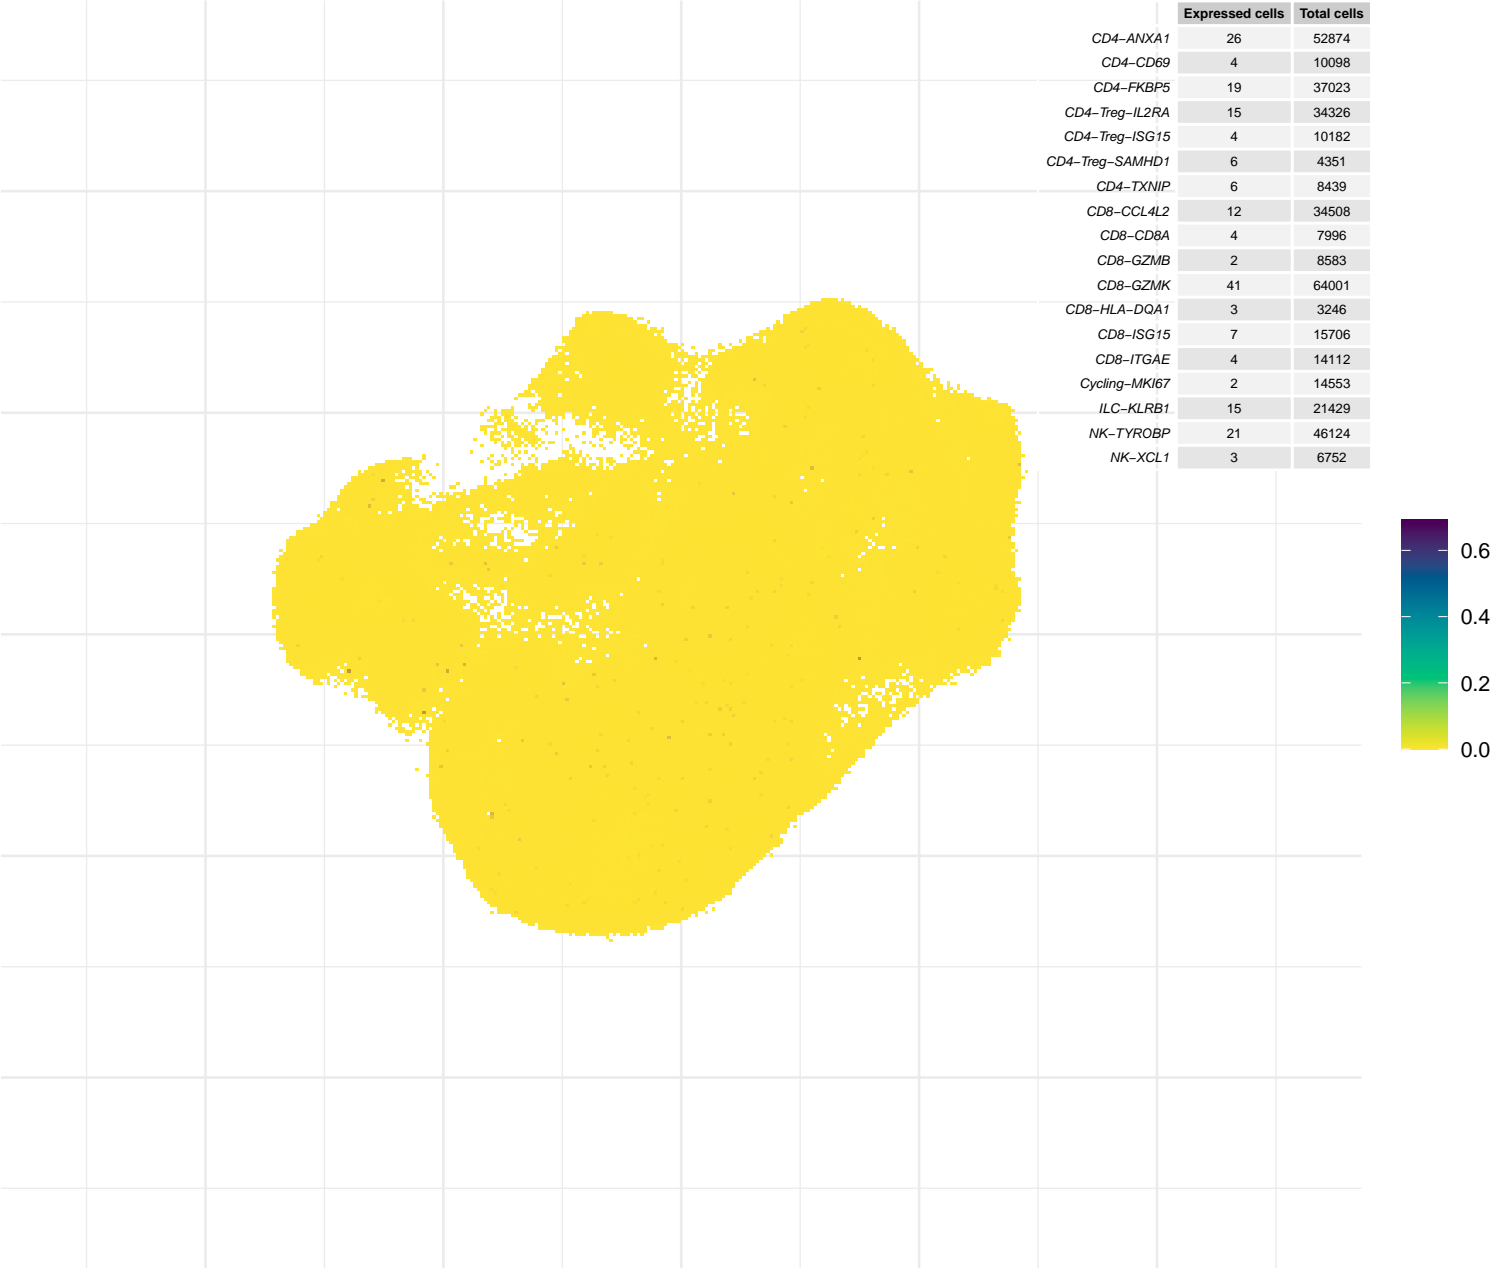 Expressed cells Total cells
CD4−ANXA1 26 52874
CD4−CD69 4 10098
CD4−FKBP5 19 37023
CD4−Treg−IL2RA 15 34326
CD4−Treg−ISG15 4 10182
CD4−Treg−SAMHD1 6 4351
CD4−TXNIP 6 8439
CD8−CCL4L2 12 34508
CD8−CD8A 4 7996
CD8−GZMB 2 8583
CD8−GZMK 41 64001
CD8−HLA−DQA1 3 3246
CD8−ISG15 7 15706
CD8−ITGAE 4 14112
Cycling−MKI67 2 14553
ILC−KLRB1 15 21429
NK−TYROBP 21 46124
NK−XCL1 3 6752
0.6
0.4
0.2
0.0